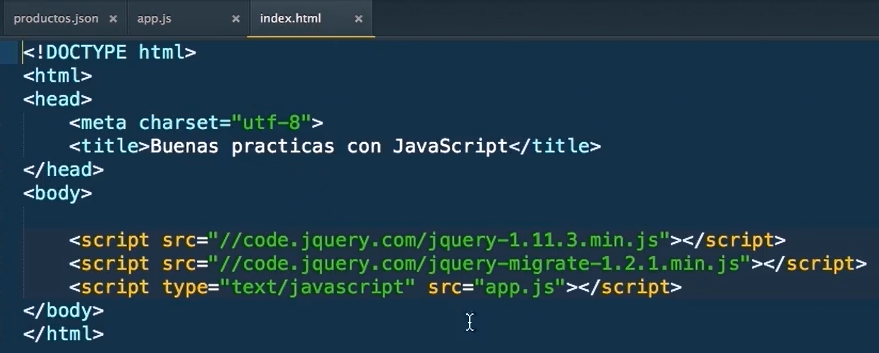 productos.json × app.js × index.html ×
<!DOCTYPE html>
<html>
<head>
    <meta charset="utf-8">
    <title>Buenas practicas con JavaScript</title>
</head>
<body>
    <script src="//code.jquery.com/jquery-1.11.3.min.js"></script>
    <script src="//code.jquery.com/jquery-migrate-1.2.1.min.js"></script>
    <script type="text/javascript" src="app.js"></script>
</body>
</html>